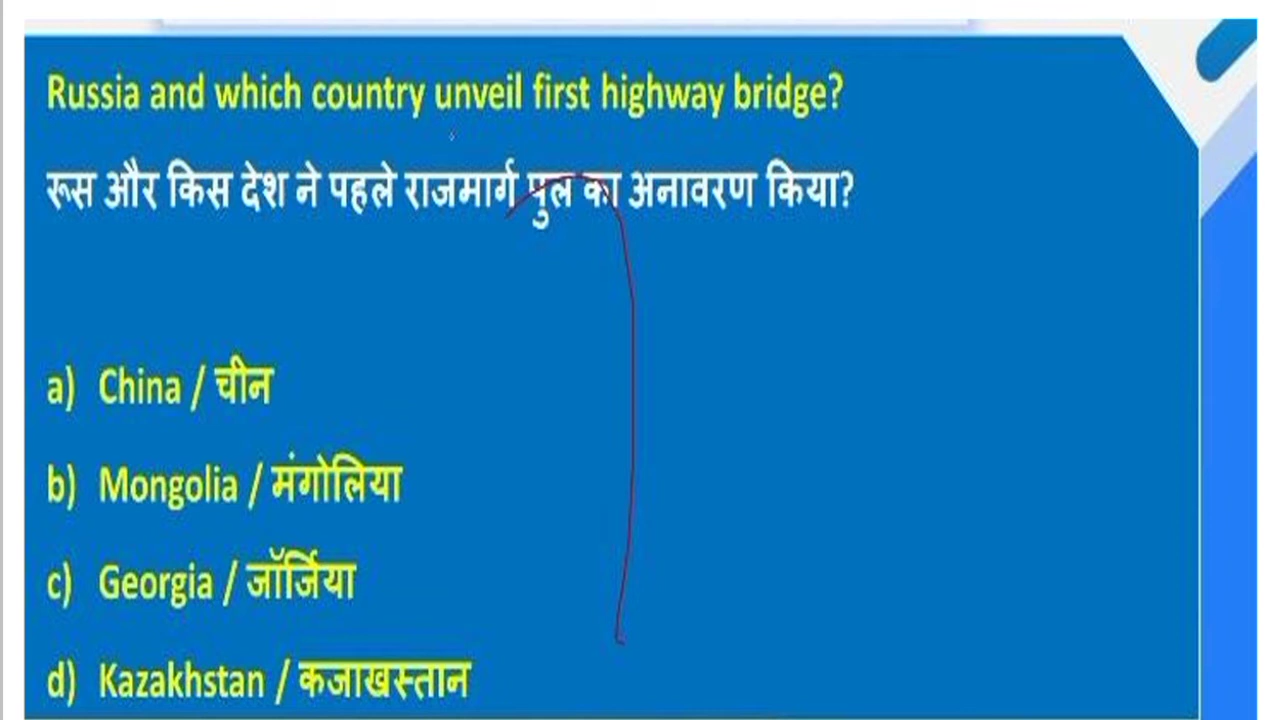 Russia and which country unveil first highway bridge?
रूस और किस देश ने पहले राजमार्ग पुल का अनावरण किया?
a) China / चीन
b) Mongolia / मंगोलिया
c) Georgia / जॉर्जिया
d) Kazakhstan / कजाखस्तान